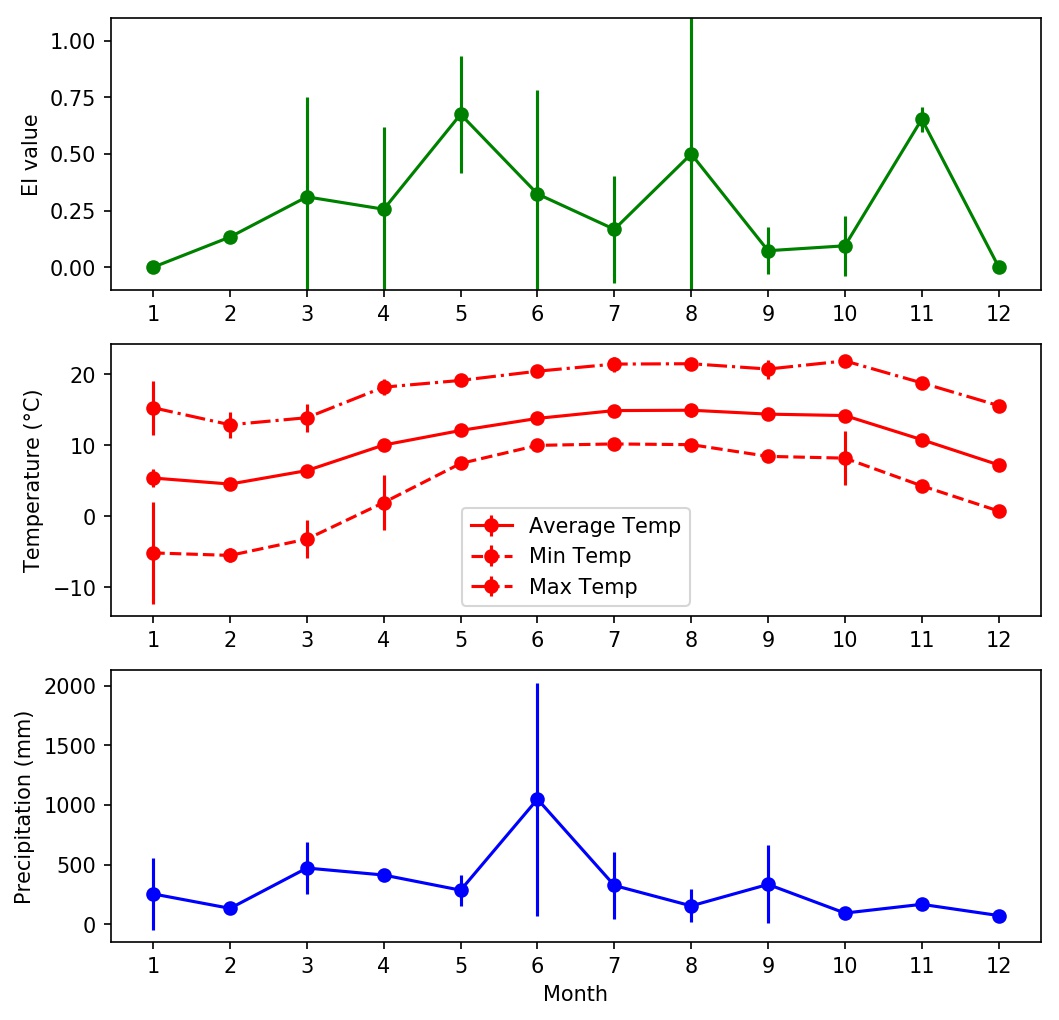 EI value
1.00
0.75
0.50
0.25
0.00
1 2 3 4 5 6 7 8 9 10 11 12
Temperature (°C)
20
10
0
−10
Average Temp
Min Temp
Max Temp
1 2 3 4 5 6 7 8 9 10 11 12
Precipitation (mm)
2000
1500
1000
500
0
1 2 3 4 5 6 7 8 9 10 11 12
Month